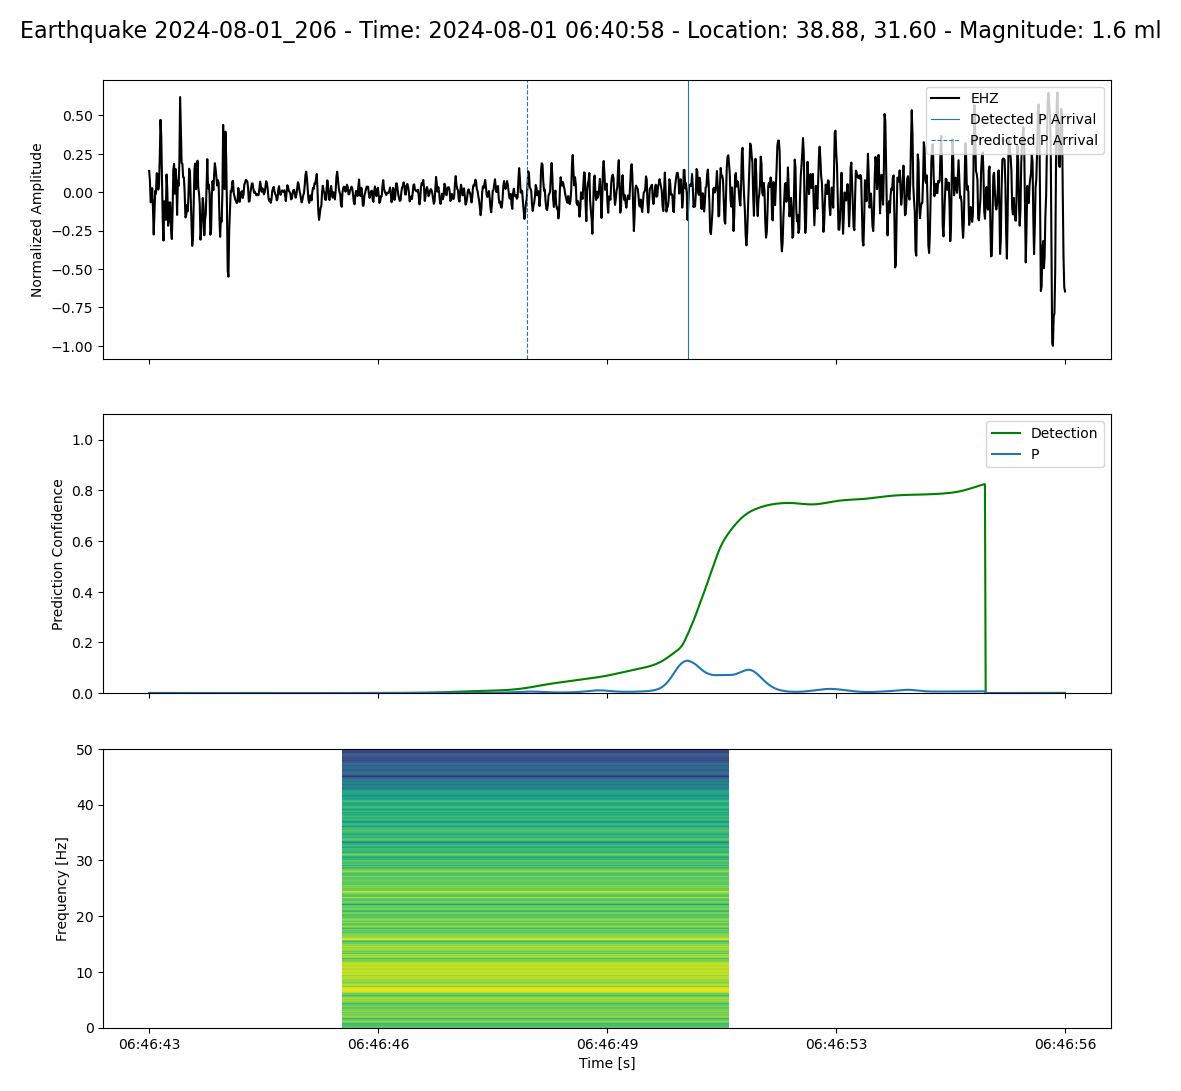 Earthquake 2024-08-01_206 - Time: 2024-08-01 06:40:58 - Location: 38.88, 31.60 - Magnitude: 1.6 ml
EHZ
Detected P Arrival
Predicted P Arrival
Normalized Amplitude
0.50
0.25
0.00
−0.25
−0.50
−0.75
−1.00
Detection
P
Prediction Confidence
1.0
0.8
0.6
0.4
0.2
0.0
Frequency [Hz]
50
40
30
20
10
0
06:46:43 06:46:46 06:46:49 06:46:53 06:46:56
Time [s]